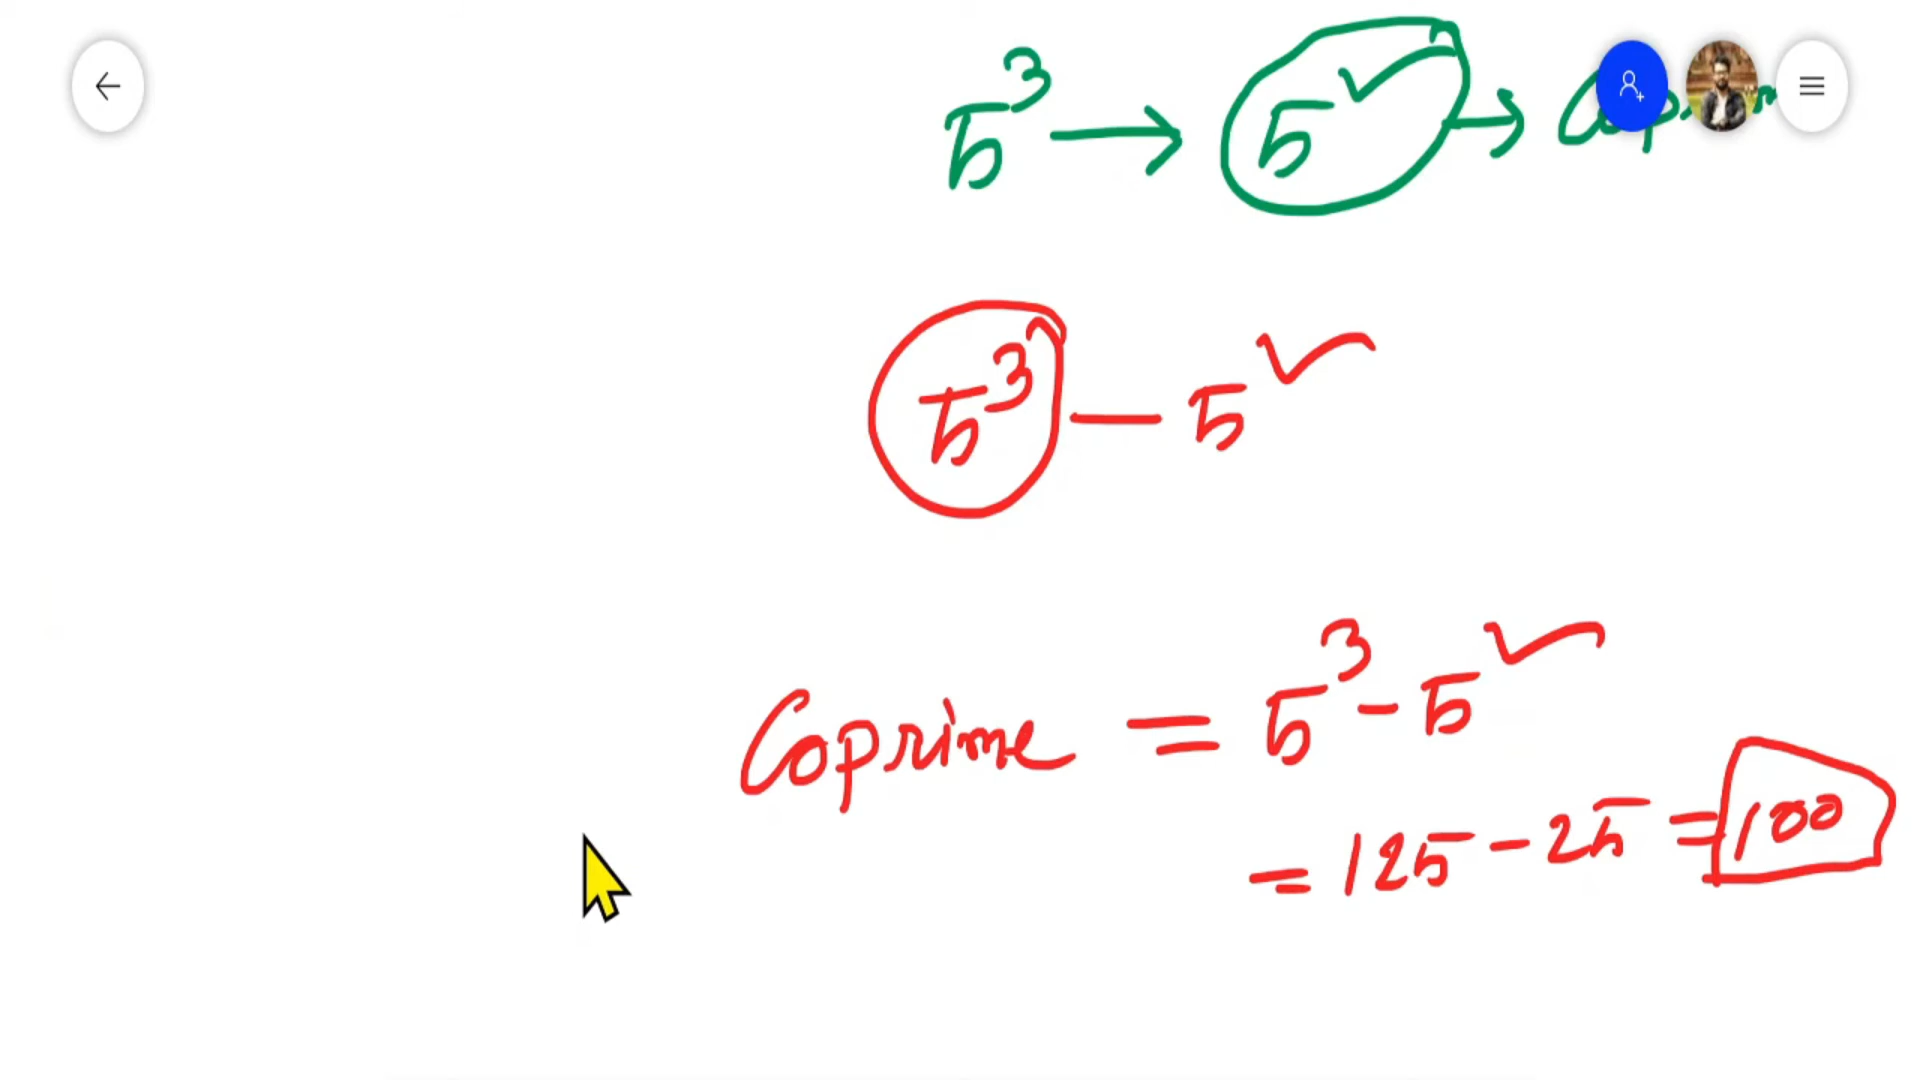 5³ → 5² →
5³ — 5²
Coprime = 5³ - 5²
= 125 - 25 = 100